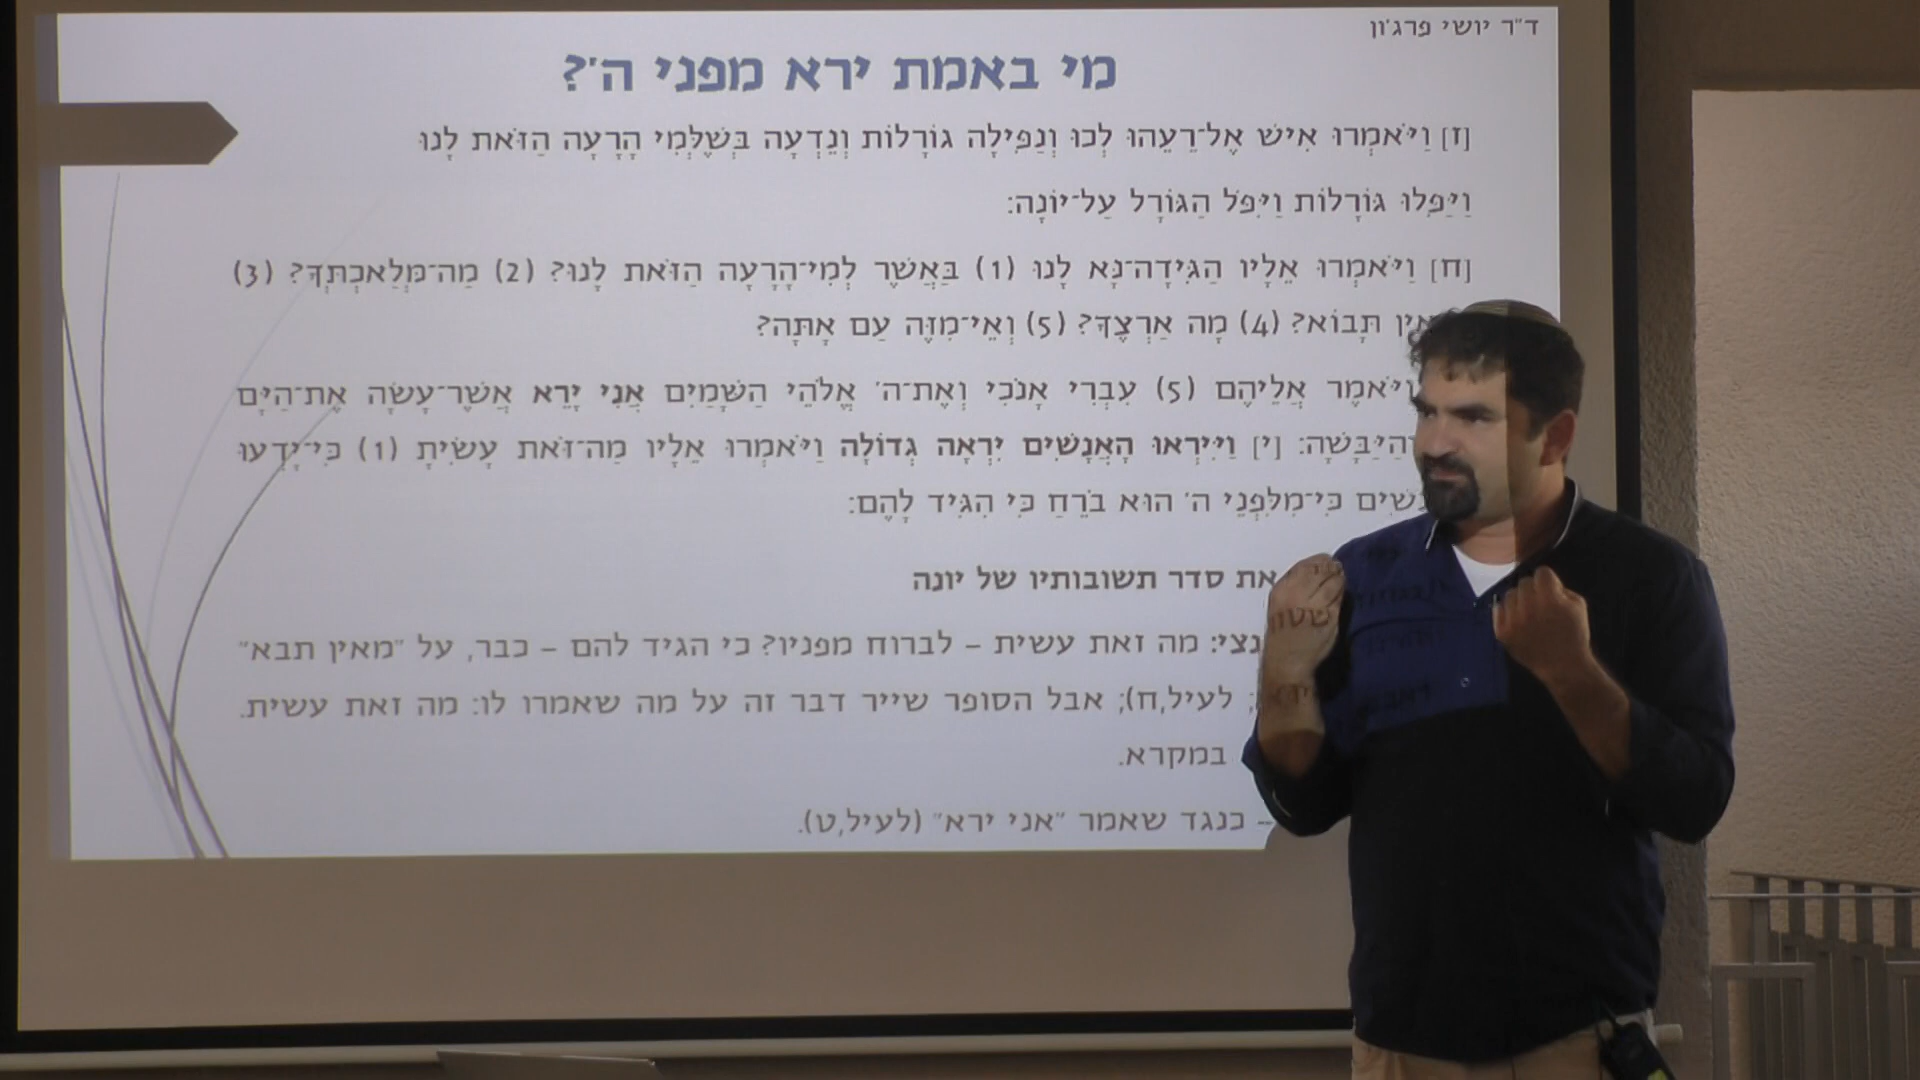 ד״ר יושי פרג׳ון
מי באמת ירא מפני ה׳?
[ז] וַיֹּאמְרוּ אִישׁ אֶל־רֵעֵהוּ לְכוּ וְנַפִּילָה גוֹרָלוֹת וְנֵדְעָה בְּשֶׁלְּמִי הָרָעָה הַזֹּאת לָנוּ
וַיַּפִּלוּ גּוֹרָלוֹת וַיִּפֹּל הַגּוֹרָל עַל־יוֹנָה:
[ח] וַיֹּאמְרוּ אֵלָיו הַגִּידָה־נָּא לָנוּ (1) בַּאֲשֶׁר לְמִי־הָרָעָה הַזֹּאת לָנוּ? (2) מַה־מְּלַאכְתְּךָ? (3)
תָּבוֹא? (4) מָה אַרְצֶךָ? (5) וְאֵי־מִזֶּה עַם אָתָּה?
וַיֹּאמֶר אֲלֵיהֶם (5) עִבְרִי אָנֹכִי וְאֶת־ה׳ אֱלֹהֵי הַשָּׁמַיִם אֲנִי יָרֵא אֲשֶׁר־עָשָׂה אֶת־הַיָּם
הַיַּבָּשָׁה: [י] וַיִּירְאוּ הָאֲנָשִׁים יִרְאָה גְדוֹלָה וַיֹּאמְרוּ אֵלָיו מַה־זֹּאת עָשִׂיתָ (1) כִּי־יָדְעוּ
כִּי־מִלִּפְנֵי ה׳ הוּא בֹרֵחַ כִּי הִגִּיד לָהֶם:
את סדר תשובותיו של יונה
מה זאת עשית – לברוח מפניו? כי הגיד להם – כבר, על ״מאין תבא״
לעיל,ח); אבל הסופר שייר דבר זה על מה שאמרו לו: מה זאת עשית.
במקרא.
– כנגד שאמר ״אני ירא״ (לעיל,ט).